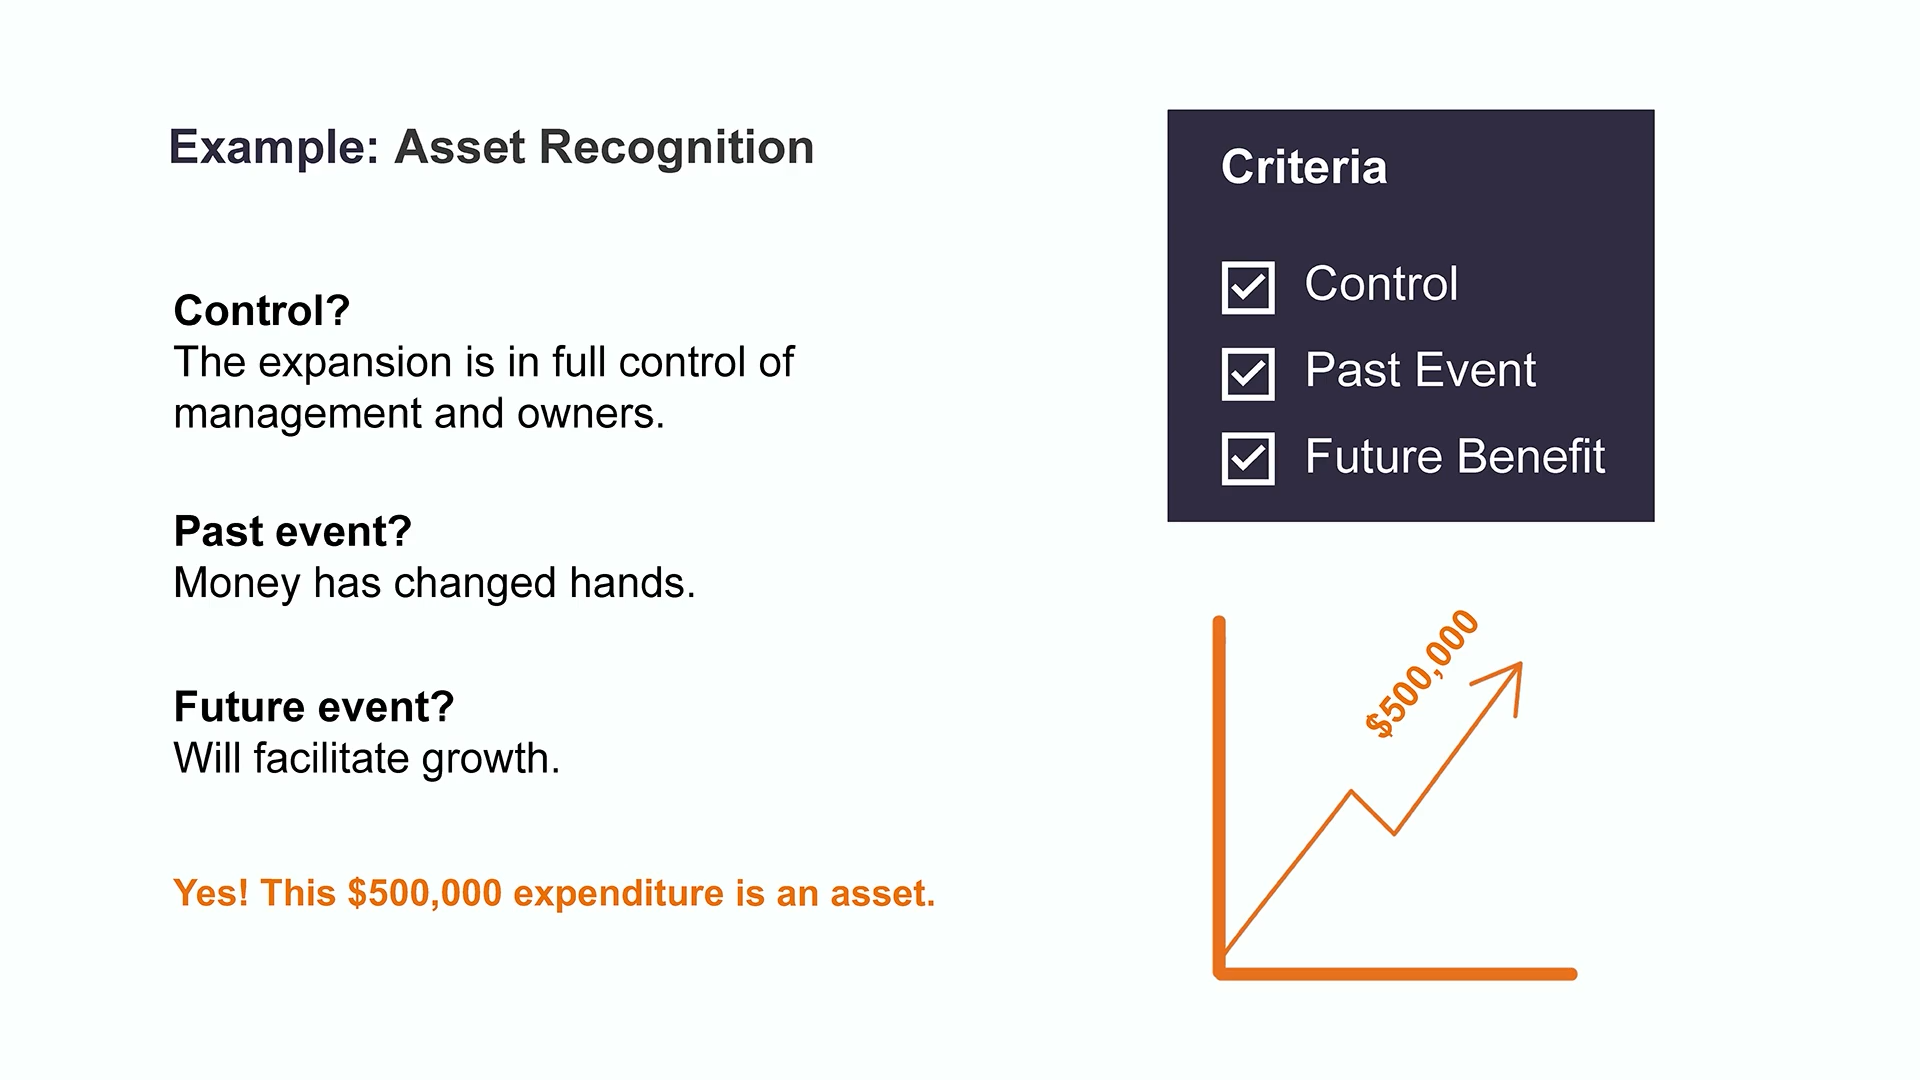 Example: Asset Recognition
Control?
The expansion is in full control of
management and owners.
Past event?
Money has changed hands.
Future event?
Will facilitate growth.
Yes! This $500,000 expenditure is an asset.
Criteria
Control
Past Event
Future Benefit
$500,000